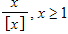 x/[x], x ≥ 1